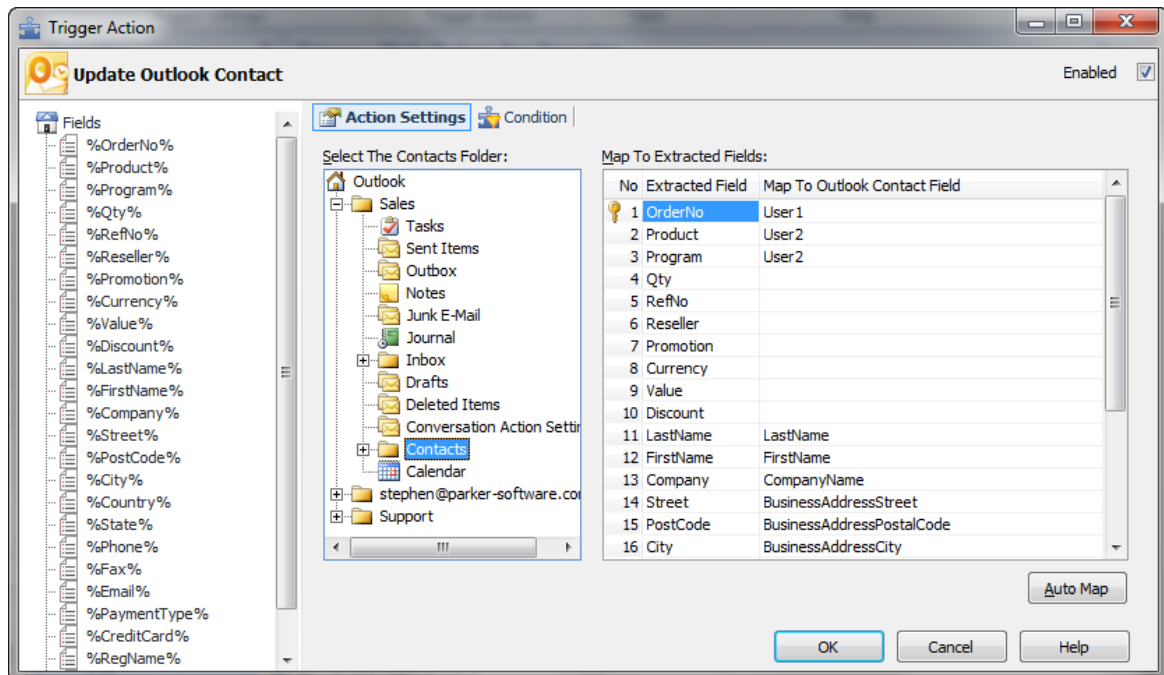 Trigger Action
Update Outlook Contact
Enabled
Fields
%OrderNo%
%Product%
%Program%
%Qty%
%RefNo%
%Reseller%
%Promotion%
%Currency%
%Value%
%Discount%
%LastName%
%FirstName%
%Company%
%Street%
%PostCode%
%City%
%Country%
%State%
%Phone%
%Fax%
%Email%
%PaymentType%
%CreditCard%
%RegName%
Action Settings Condition
Select The Contacts Folder:
Outlook
Sales
Tasks
Sent Items
Outbox
Notes
Junk E-Mail
Journal
Inbox
Drafts
Deleted Items
Conversation Action Settir
Contacts
Calendar
stephen@parker-software.co
Support
Map To Extracted Fields:
No Extracted Field Map To Outlook Contact Field
1 OrderNo User1
2 Product User2
3 Program User2
4 Qty
5 RefNo
6 Reseller
7 Promotion
8 Currency
9 Value
10 Discount
11 LastName LastName
12 FirstName FirstName
13 Company CompanyName
14 Street BusinessAddressStreet
15 PostCode BusinessAddressPostalCode
16 City BusinessAddressCity
Auto Map
OK Cancel Help